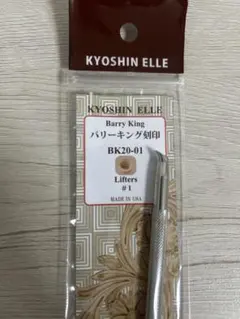 KYOSHIN ELLE
KYOSHIN ELLE
Barry King
バリーキング刻印
BK20-01
Lifters
#1
MADE IN USA